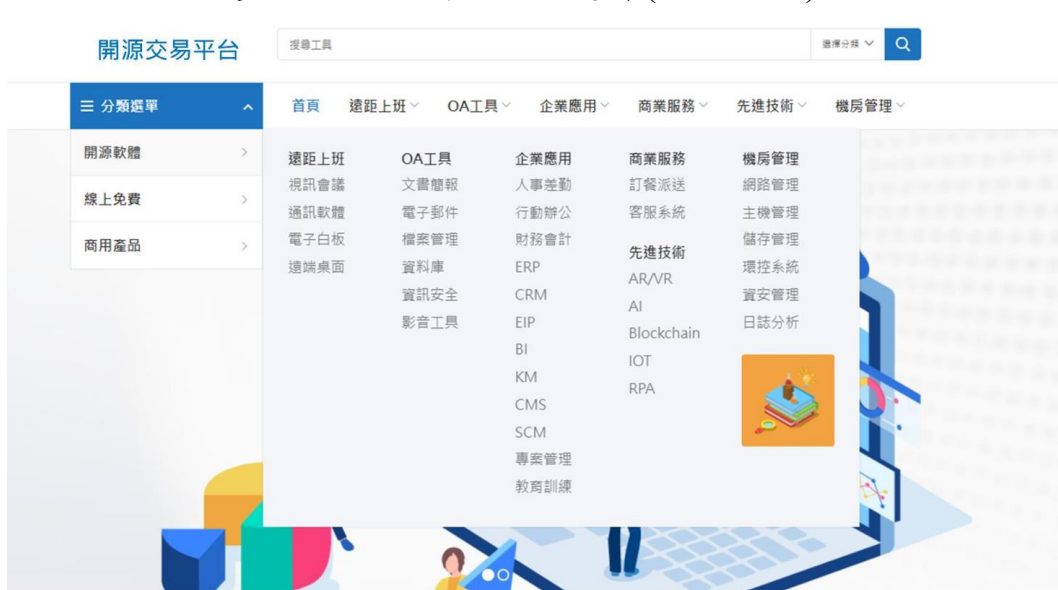 開源交易平台
搜尋工具
選擇分類
分類選單
首頁 遠距上班 OA工具 企業應用 商業服務 先進技術 機房管理
開源軟體
線上免費
商用產品
遠距上班
視訊會議
通訊軟體
電子白板
遠端桌面
OA工具
文書簡報
電子郵件
檔案管理
資料庫
資訊安全
影音工具
企業應用
人事差勤
行動辦公
財務會計
ERP
CRM
EIP
BI
KM
CMS
SCM
專案管理
教育訓練
商業服務
訂餐派送
客服系統
先進技術
AR/VR
AI
Blockchain
IOT
RPA
機房管理
網路管理
主機管理
儲存管理
環控系統
資安管理
日誌分析